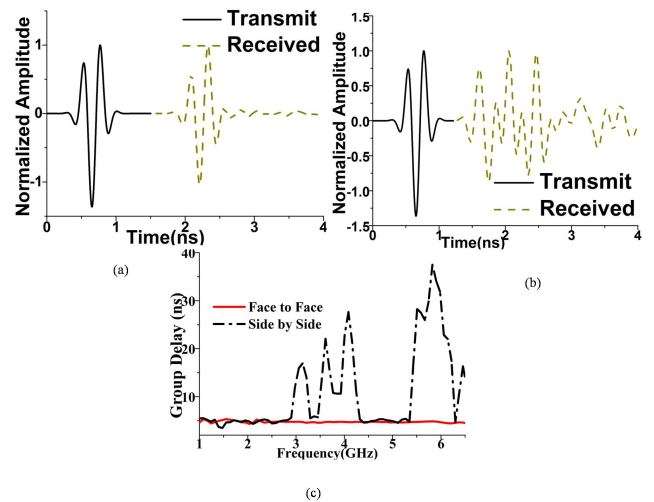 Transmit
Received
Normalized Amplitude
1
0
-1
0 1 2 3 4
Time(ns)
(a)
1.5
1.0
0.5
0.0
-0.5
-1.0
-1.5
Normalized Amplitude
Transmit
Received
0 1 2 3 4
Time(ns)
(b)
40
30
20
10
Group Delay (ns)
Face to Face
Side by Side
1 2 3 4 5 6
Frequency(GHz)
(c)